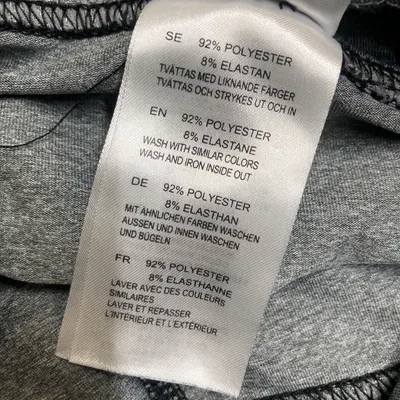 SE 92% POLYESTER
8% ELASTAN
TVÄTTAS MED LIKNANDE FÄRGER
TVÄTTAS OCH STRYKES UT OCH IN
EN 92% POLYESTER
8% ELASTANE
WASH WITH SIMILAR COLORS
WASH AND IRON INSIDE OUT
DE 92% POLYESTER
8% ELASTHAN
MIT ÄHNLICHEN FARBEN WASCHEN
AUSSEN UND INNEN WASCHEN
UND BÜGELN
FR 92% POLYESTER
8% ELASTHANNE
LAVER AVEC DES COULEURS
SIMILAIRES
LAVER ET REPASSER
L'INTERIEUR ET L'EXTÉRIEUR